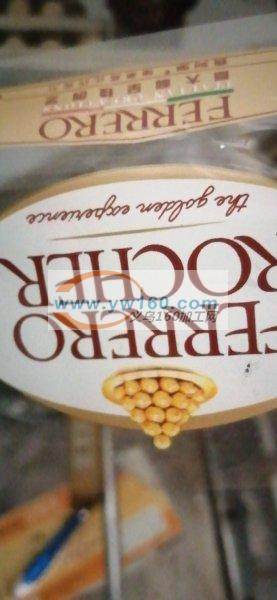 FERRERO
ROCHER
the golden experience
FERRERO
www.yw160.com
义乌160加工网